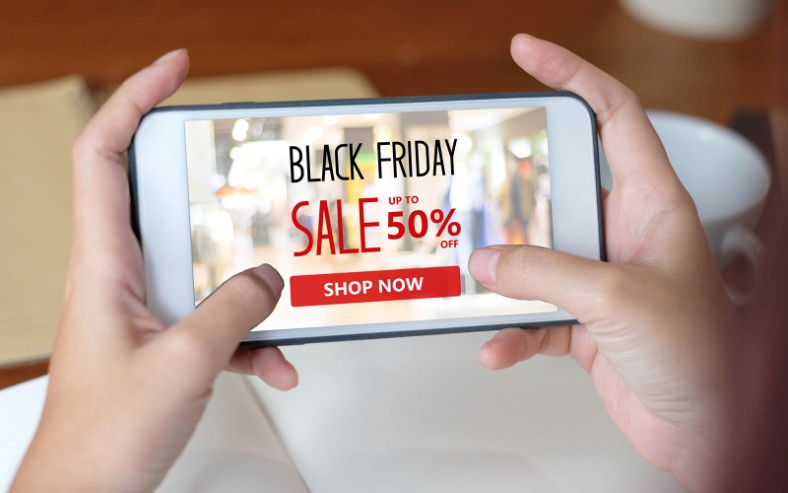 BLACK FRIDAY
SALE UP TO
50%
OFF
SHOP NOW